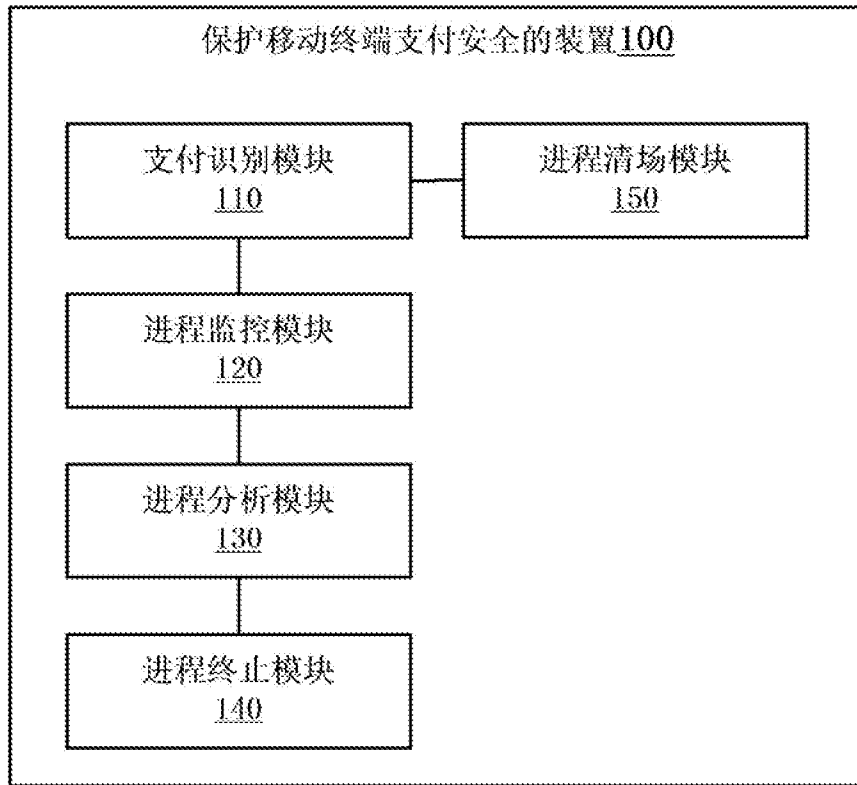 保护移动终端支付安全的装置100
支付识别模块
110
进程清场模块
150
进程监控模块
120
进程分析模块
130
进程终止模块
140